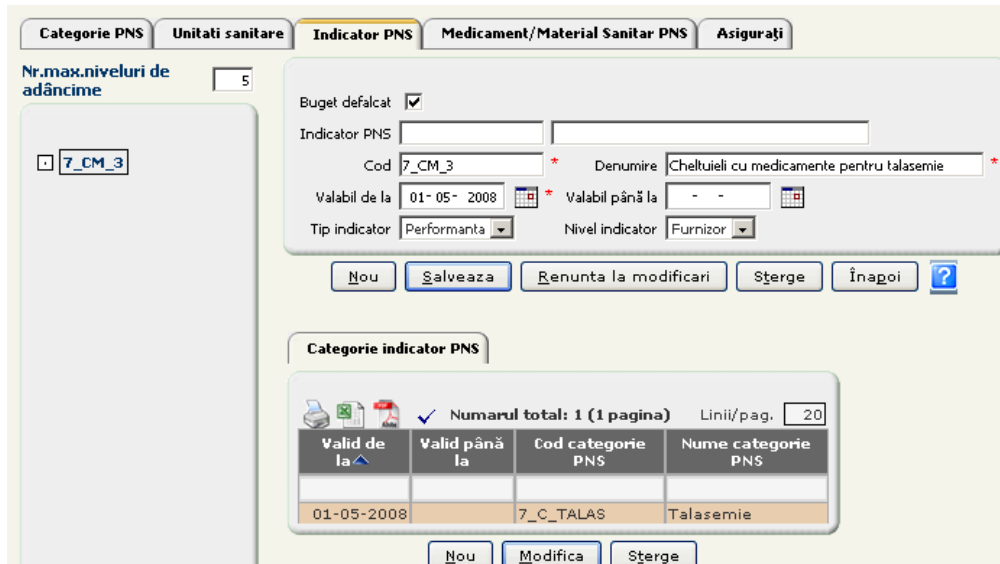 Categorie PNS Unitati sanitare Indicator PNS Medicament/Material Sanitar PNS Asigurați
Nr.max.niveluri de adâncime 5
7_CM_3
Buget defalcat
Indicator PNS
Cod 7_CM_3 * Denumire Cheltuieli cu medicamente pentru talasemie *
Valabil de la 01-05-2008 * Valabil până la - -
Tip indicator Performanta Nivel indicator Furnizor
Nou Salveaza Renunta la modificari Sterge Înapoi ?
Categorie indicator PNS
Numarul total: 1 (1 pagina) Linii/pag. 20
Valid de la Valid până la Cod categorie PNS Nume categorie PNS
01-05-2008 7_C_TALAS Talasemie
Nou Modifica Sterge